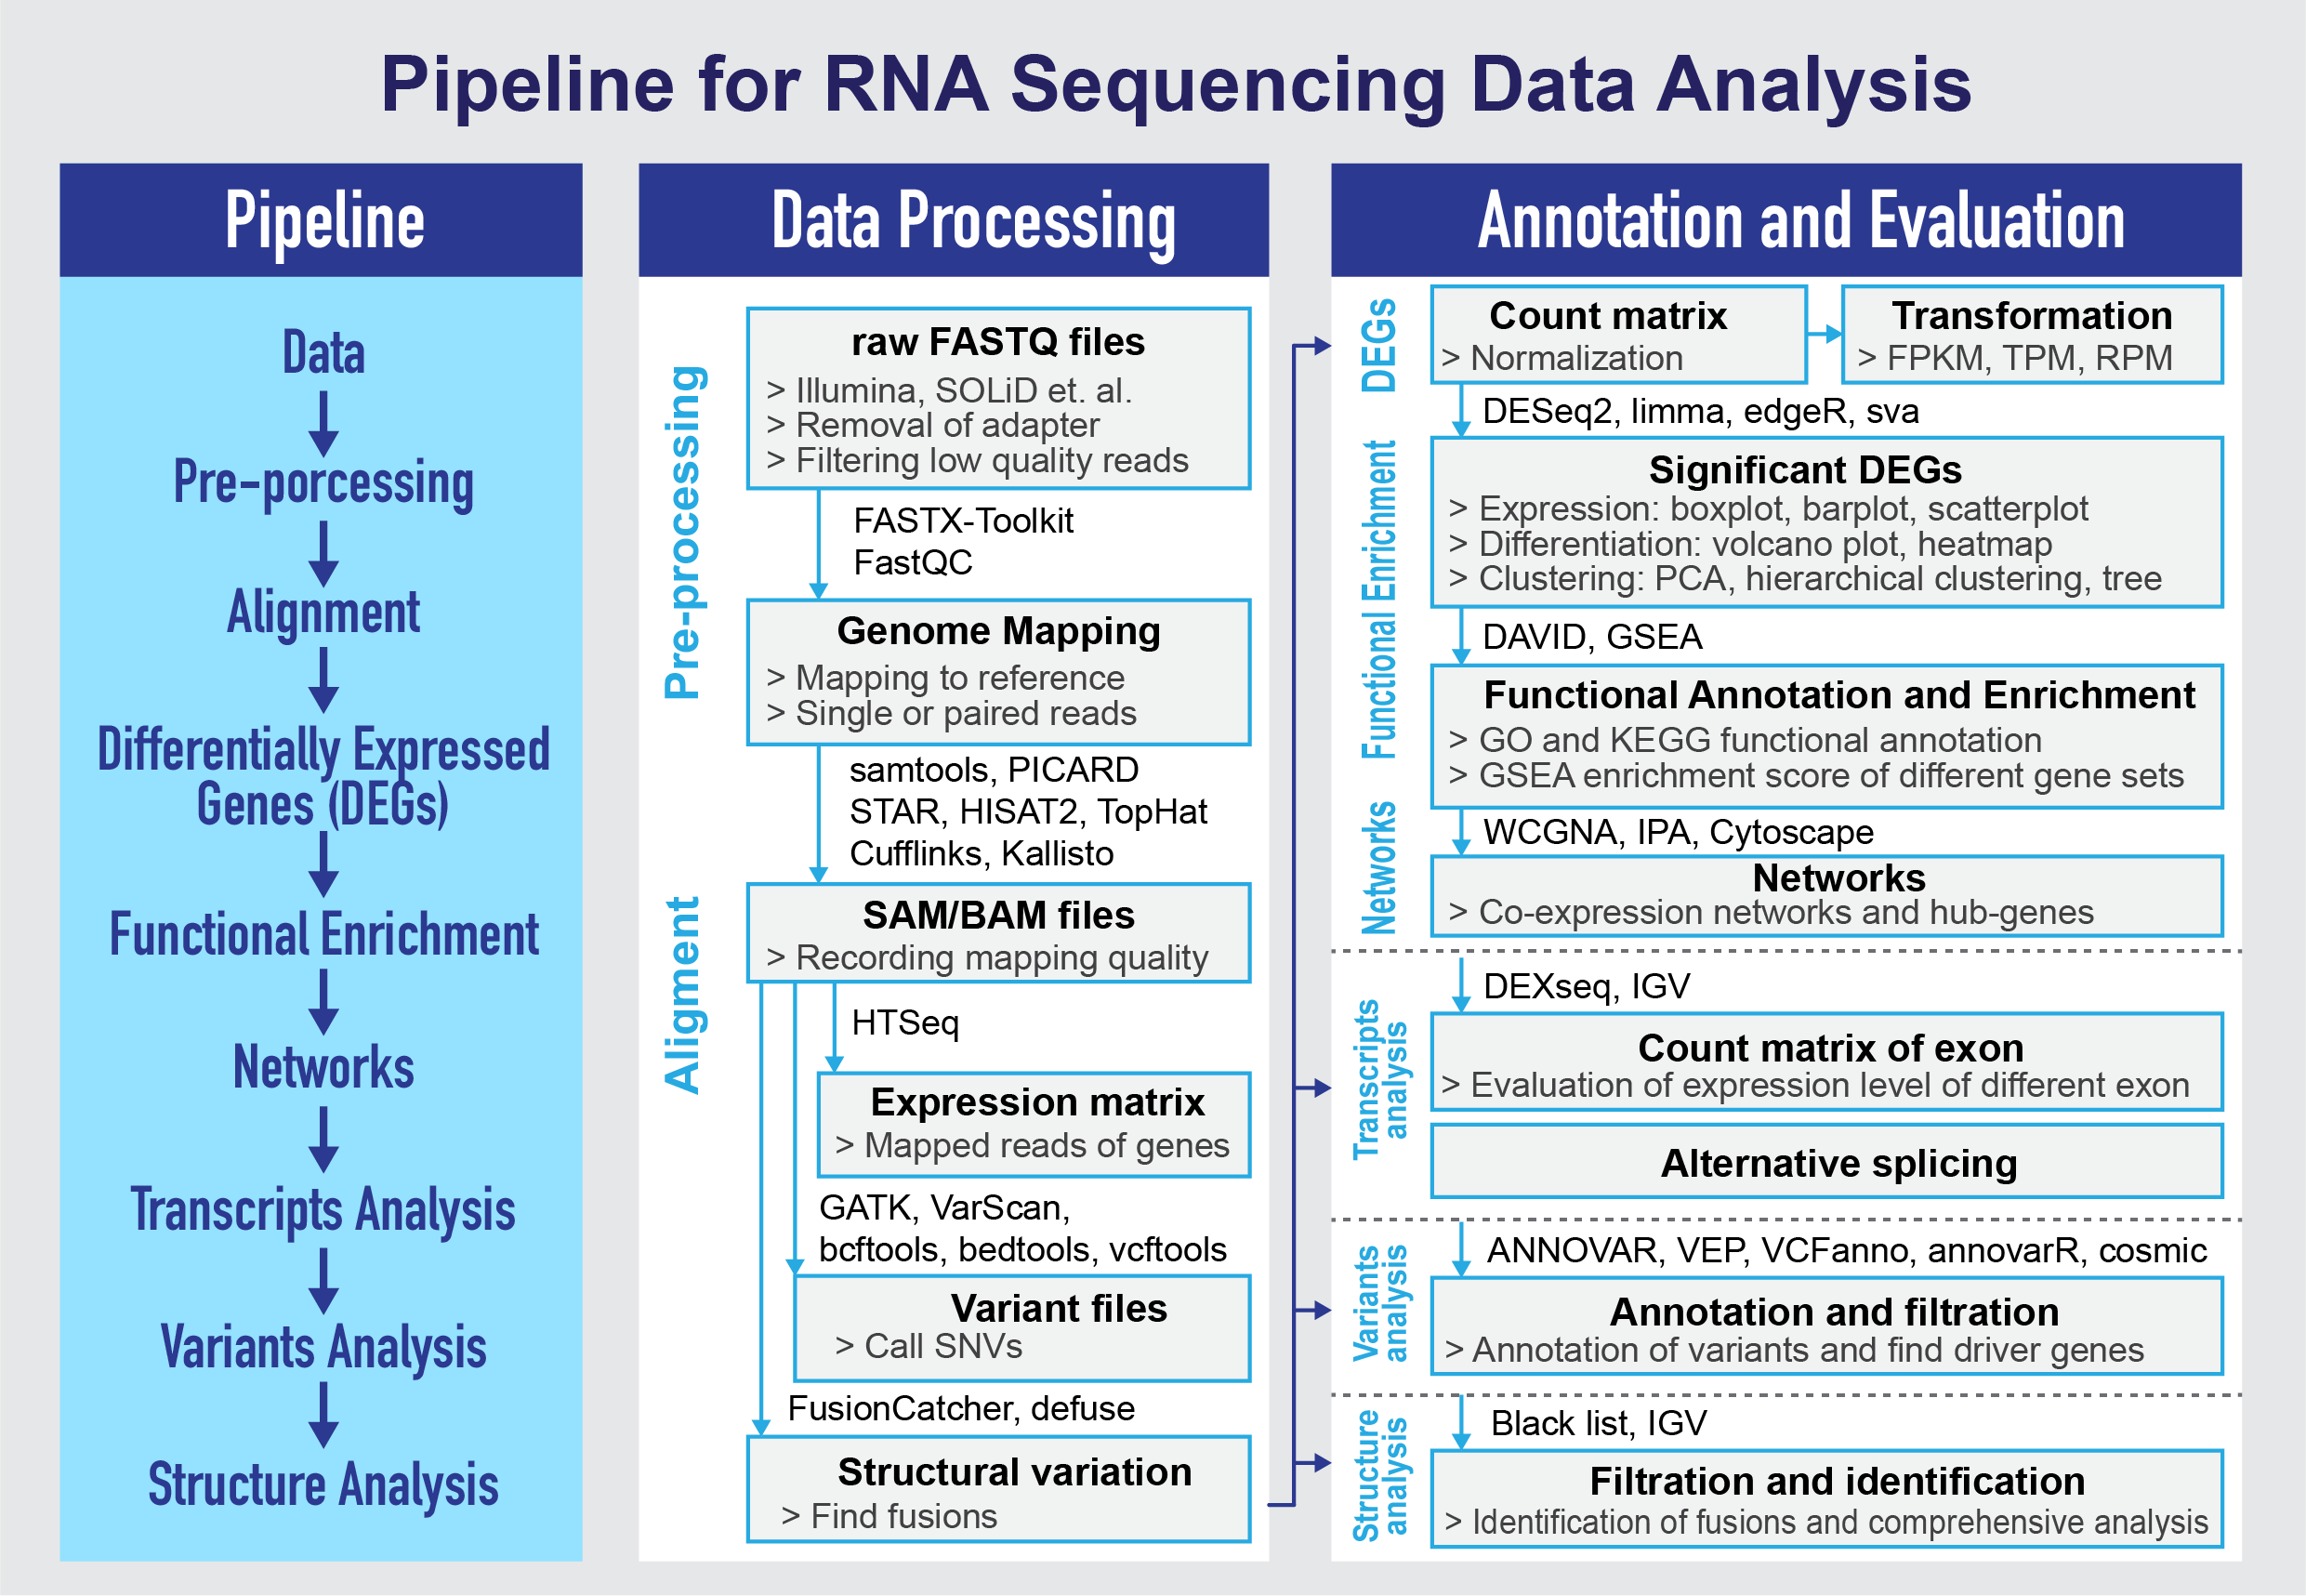 Pipeline for RNA Sequencing Data Analysis
Pipeline
Data
Pre-porcessing
Alignment
Differentially Expressed
Genes (DEGs)
Functional Enrichment
Networks
Transcripts Analysis
Variants Analysis
Structure Analysis
Data Processing
Pre-processing
raw FASTQ files
> Illumina, SOLiD et. al.
> Removal of adapter
> Filtering low quality reads
FASTX-Toolkit
FastQC
Genome Mapping
> Mapping to reference
> Single or paired reads
samtools, PICARD
STAR, HISAT2, TopHat
Cufflinks, Kallisto
Aligment
SAM/BAM files
> Recording mapping quality
HTSeq
Expression matrix
> Mapped reads of genes
GATK, VarScan,
bcftools, bedtools, vcftools
Variant files
> Call SNVs
FusionCatcher, defuse
Structural variation
> Find fusions
Annotation and Evaluation
DEGs
Count matrix
> Normalization
Transformation
> FPKM, TPM, RPM
DESeq2, limma, edgeR, sva
Functional Enrichment
Significant DEGs
> Expression: boxplot, barplot, scatterplot
> Differentiation: volcano plot, heatmap
> Clustering: PCA, hierarchical clustering, tree
DAVID, GSEA
Functional Annotation and Enrichment
> GO and KEGG functional annotation
> GSEA enrichment score of different gene sets
Networks
WCGNA, IPA, Cytoscape
Networks
> Co-expression networks and hub-genes
Transcripts
analysis
DEXseq, IGV
Count matrix of exon
> Evaluation of expression level of different exon
Alternative splicing
Variants
analysis
ANNOVAR, VEP, VCFanno, annovarR, cosmic
Annotation and filtration
> Annotation of variants and find driver genes
Structure
analysis
Black list, IGV
Filtration and identification
> Identification of fusions and comprehensive analysis